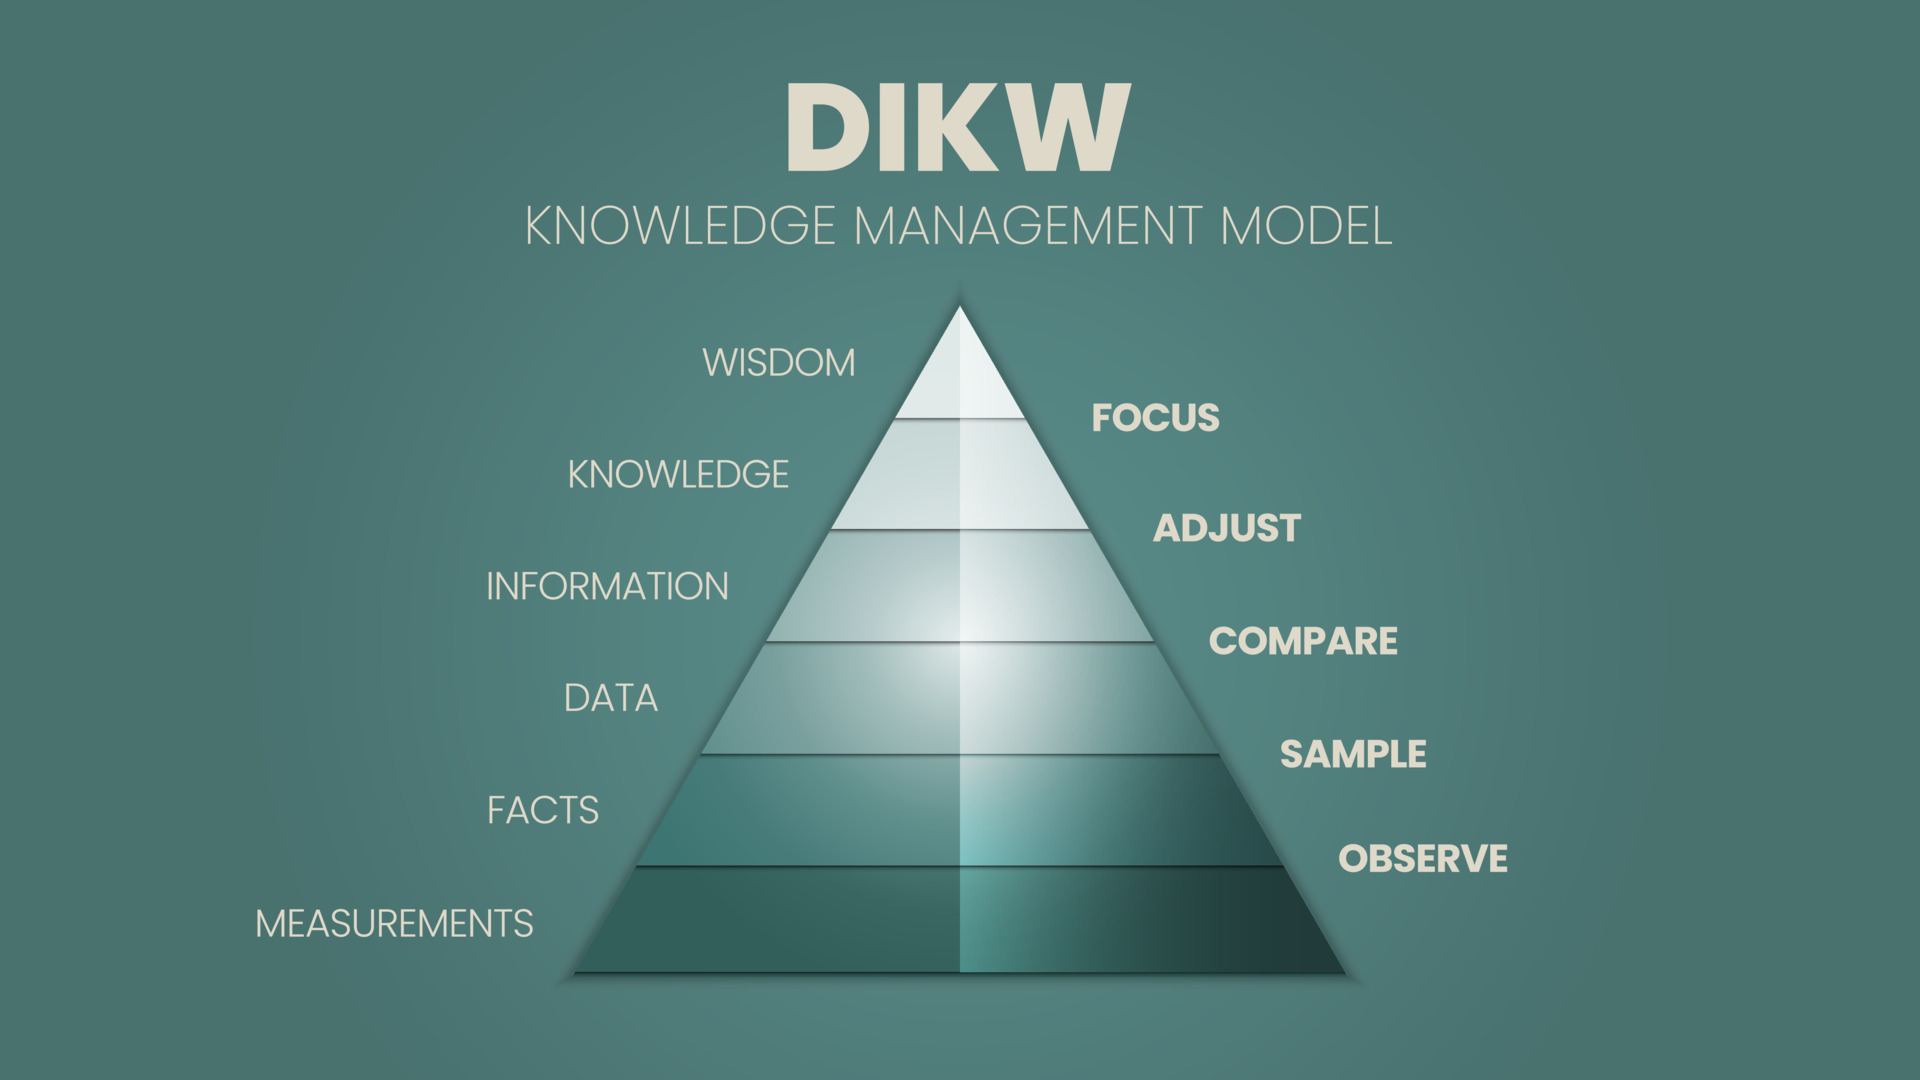 DIKW
KNOWLEDGE MANAGEMENT MODEL
WISDOM
FOCUS
KNOWLEDGE
ADJUST
INFORMATION
COMPARE
DATA
SAMPLE
FACTS
OBSERVE
MEASUREMENTS